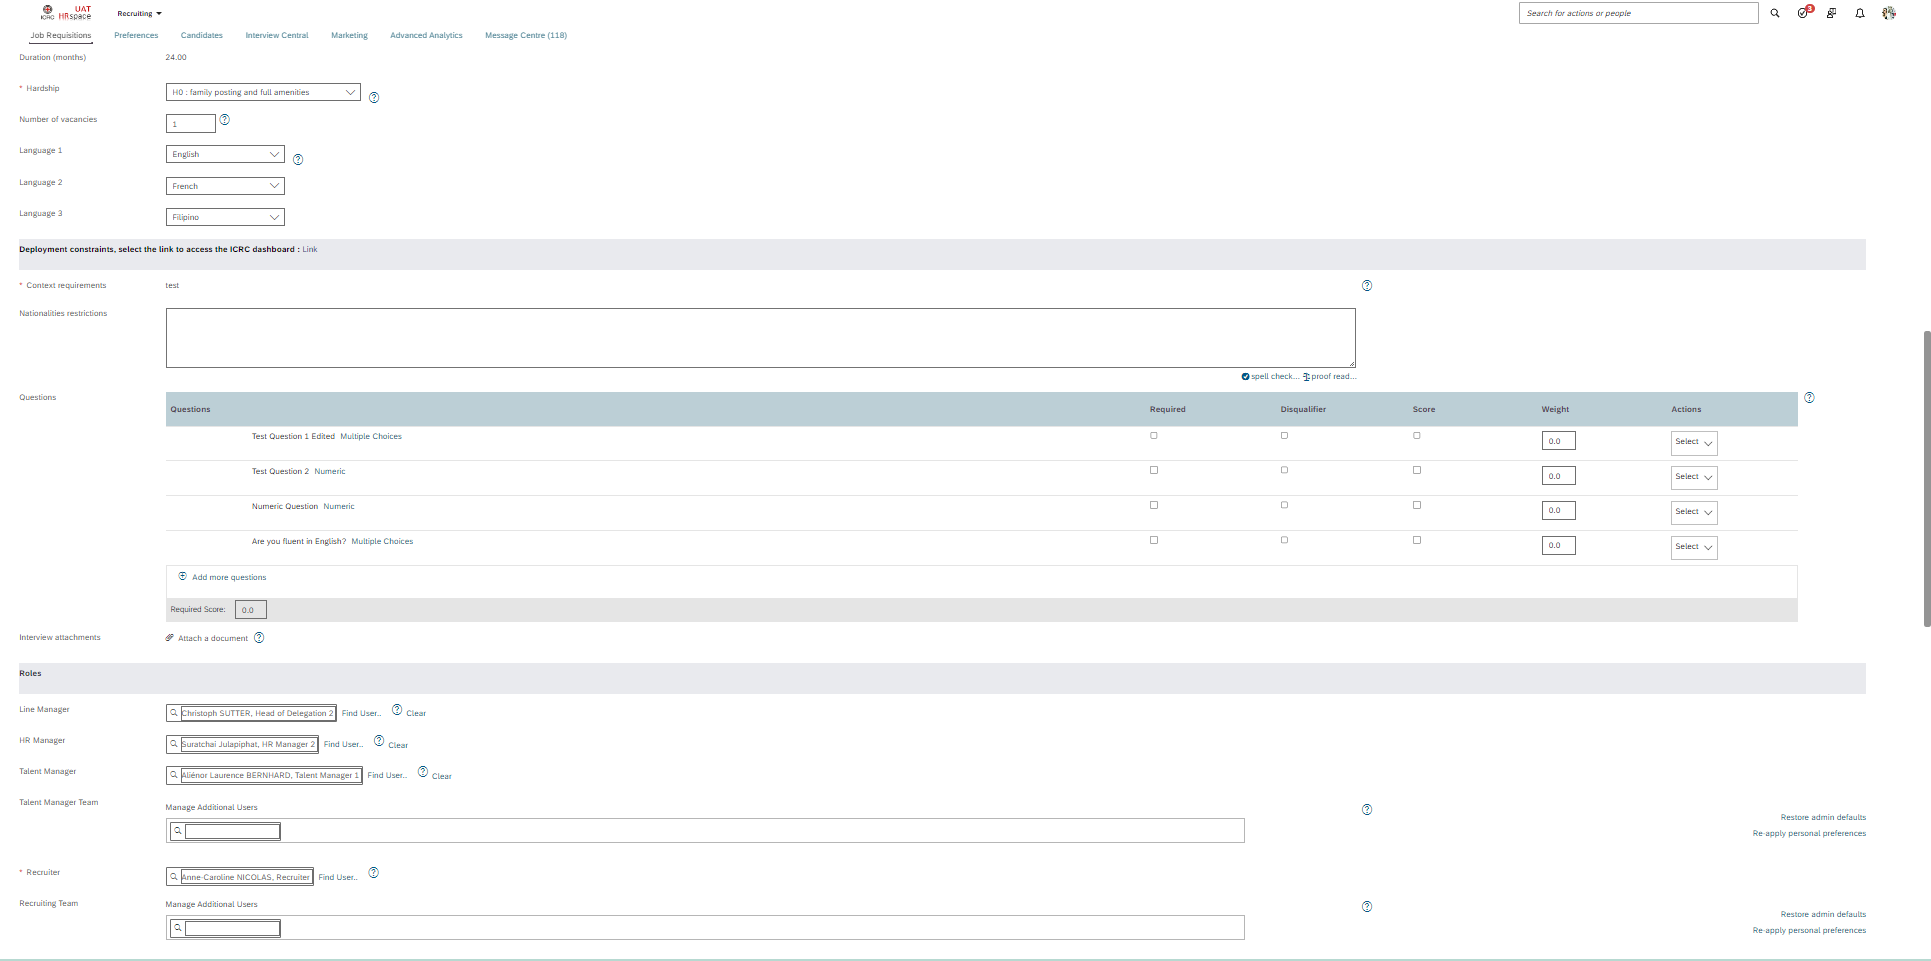 UAT
ICRC HRspace
Recruiting
Search for actions or people
3
Job Requisitions Preferences Candidates Interview Central Marketing Advanced Analytics Message Centre (118)
Duration (months) 24.00
* Hardship H0 : family posting and full amenities
Number of vacancies 1
Language 1 English
Language 2 French
Language 3 Filipino
Deployment constraints, select the link to access the ICRC dashboard : Link
* Context requirements test
Nationalities restrictions
spell check... proof read...
Questions
Questions Required Disqualifier Score Weight Actions
Test Question 1 Edited Multiple Choices 0.0 Select
Test Question 2 Numeric 0.0 Select
Numeric Question Numeric 0.0 Select
Are you fluent in English? Multiple Choices 0.0 Select
Add more questions
Required Score: 0.0
Interview attachments Attach a document
Roles
Line Manager Christoph SUTTER, Head of Delegation 2 Find User.. Clear
HR Manager Suratchai Julapiphat, HR Manager 2 Find User.. Clear
Talent Manager Aliénor Laurence BERNHARD, Talent Manager 1 Find User.. Clear
Talent Manager Team Manage Additional Users
Restore admin defaults
Re-apply personal preferences
* Recruiter Anne-Caroline NICOLAS, Recruiter Find User..
Recruiting Team Manage Additional Users
Restore admin defaults
Re-apply personal preferences